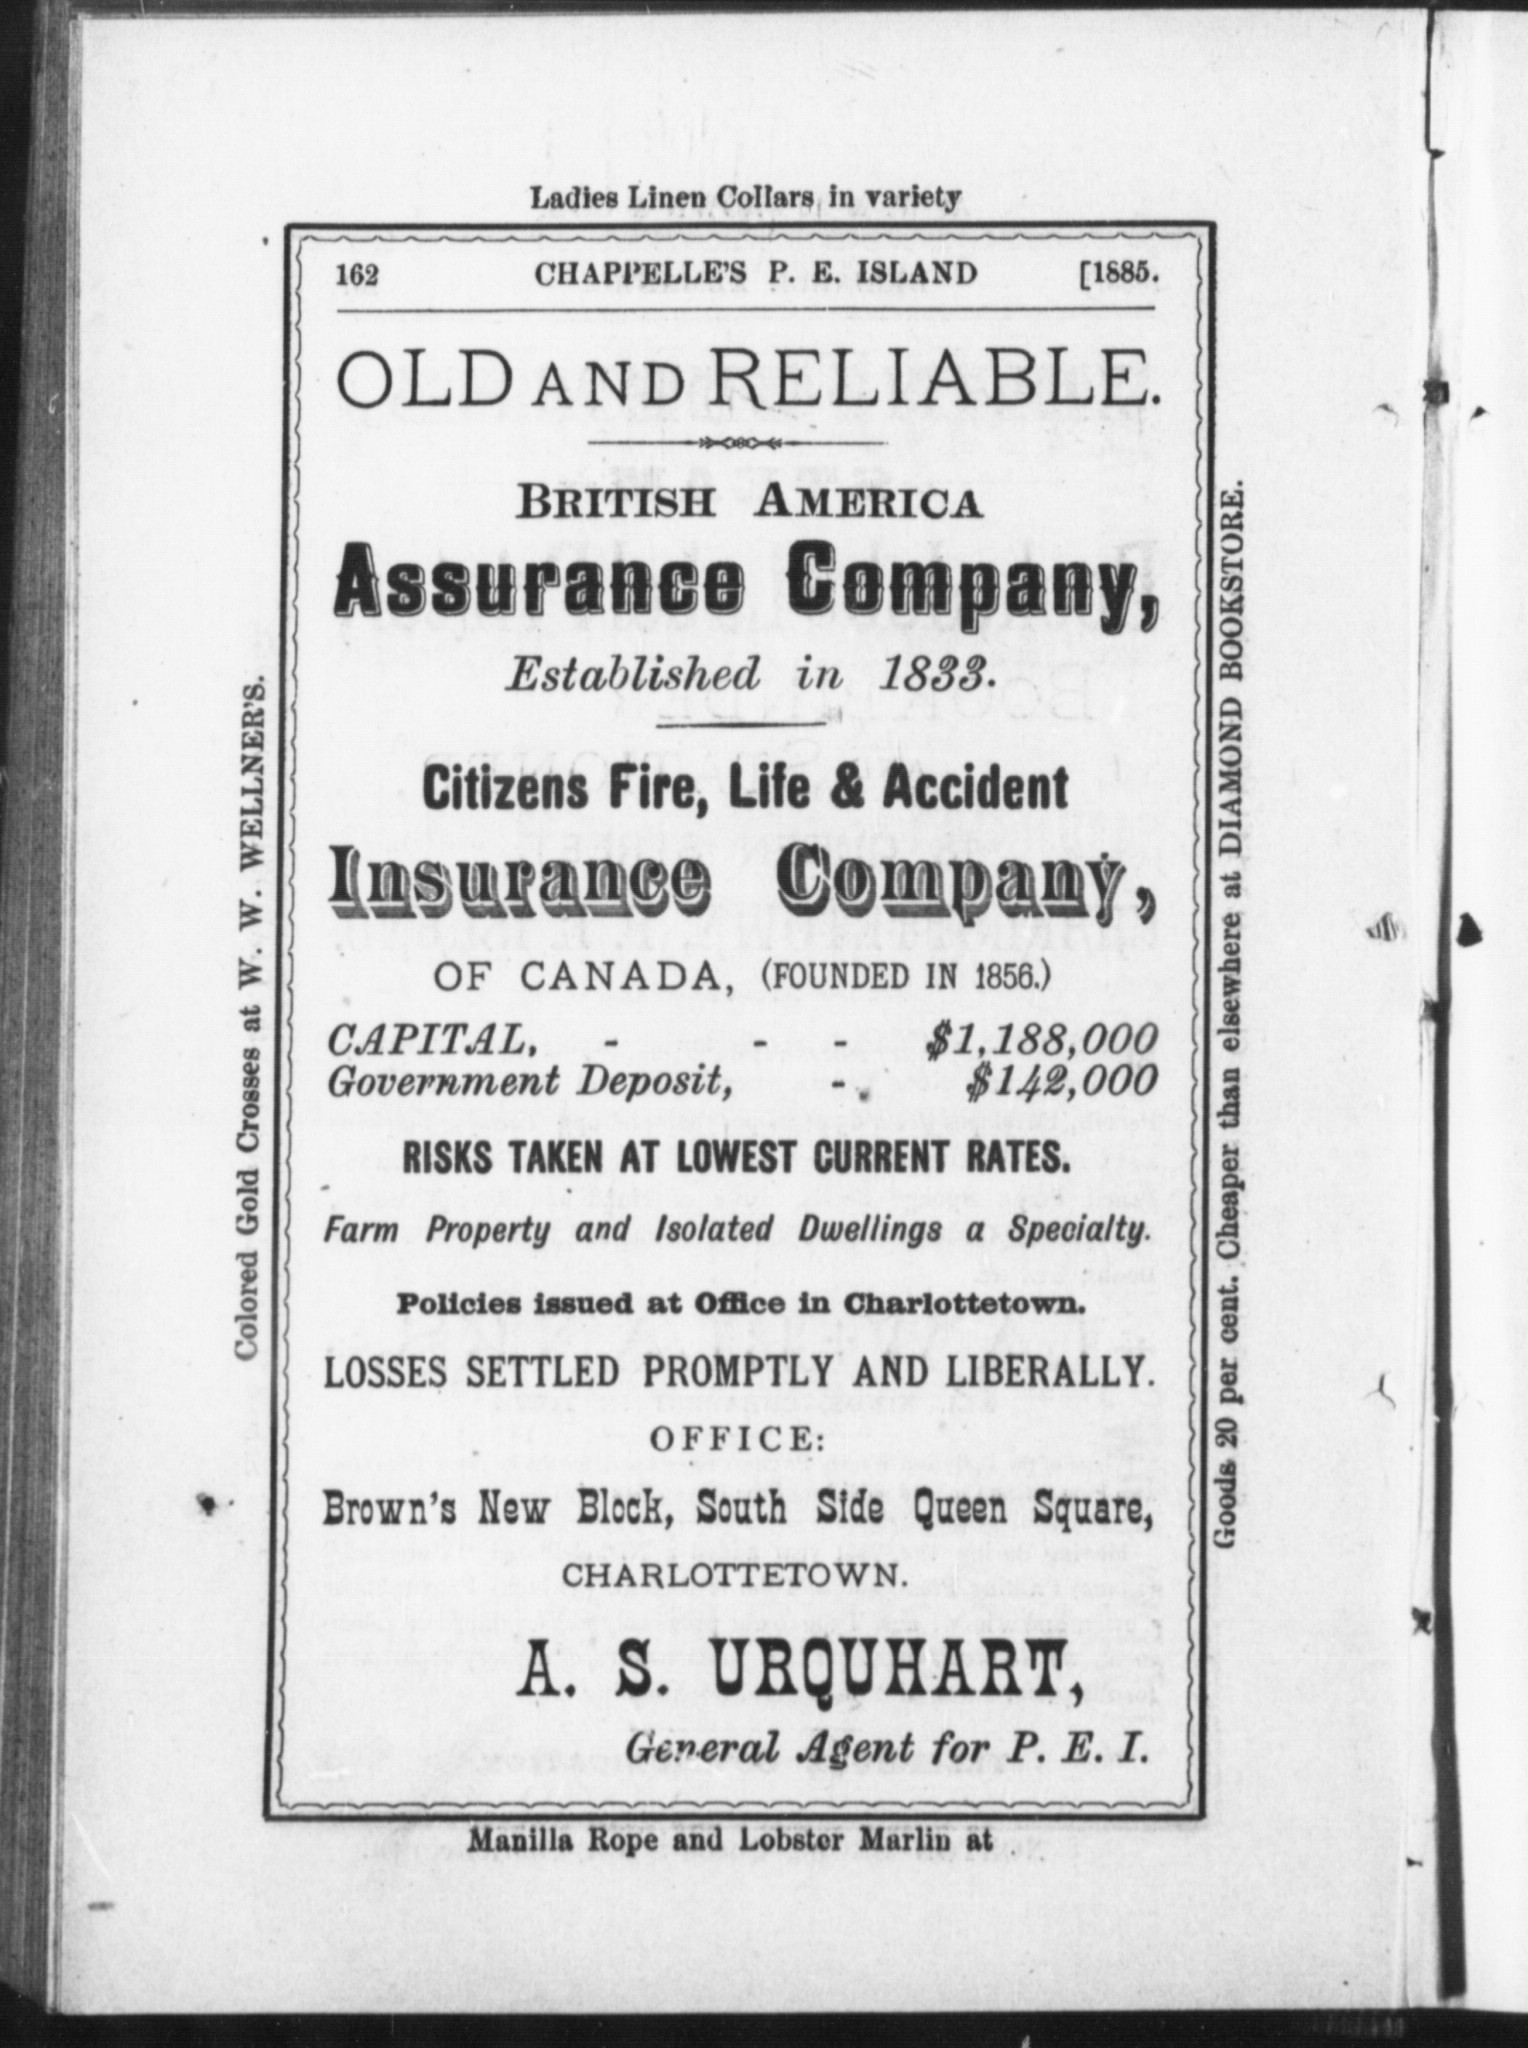 Ladies Linen Collars in variety
162 CHAPPELLE'S P. E. ISLAND [1885.
OLD AND RELIABLE.
BRITISH AMERICA
Assurance Company,
Established in 1833.
Citizens Fire, Life & Accident
Insurance Company,
OF CANADA, (FOUNDED IN 1856.)
CAPITAL, - - - $1,188,000
Government Deposit, - $142,000
RISKS TAKEN AT LOWEST CURRENT RATES.
Farm Property and Isolated Dwellings a Specialty.
Policies issued at Office in Charlottetown.
LOSSES SETTLED PROMPTLY AND LIBERALLY.
OFFICE:
Brown's New Block, South Side Queen Square,
CHARLOTTETOWN.
A. S. URQUHART,
General Agent for P. E. I.
Manilla Rope and Lobster Marlin at
Colored Gold Crosses at W. W. WELLNER'S.
Goods 20 per cent. Cheaper than elsewhere at DIAMOND BOOKSTORE.